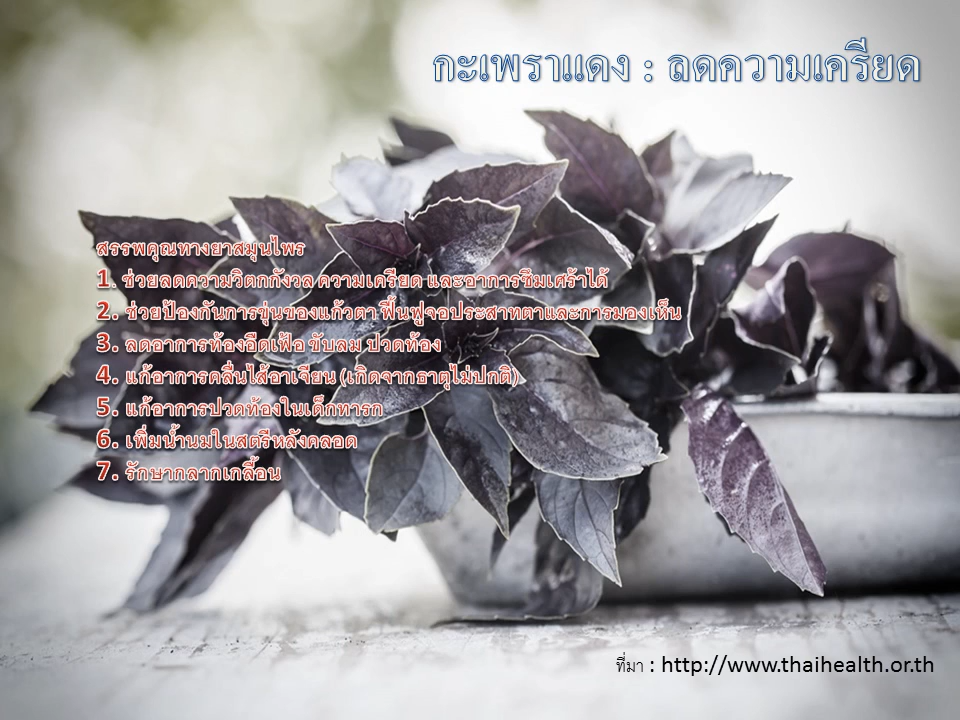 กะเพราแดง : ลดความเครียด
สรรพคุณทางยาสมุนไพร
1. ช่วยลดความวิตกกังวล ความเครียด และอาการซึมเศร้าได้
2. ช่วยป้องกันการขุ่นของแก้วตา ฟื้นฟูจอประสาทตาและการมองเห็น
3. ลดอาการท้องอืดเฟ้อ ขับลม ปวดท้อง
4. แก้อาการคลื่นไส้อาเจียน (เกิดจากธาตุไม่ปกติ)
5. แก้อาการปวดท้องในเด็กทารก
6. เพิ่มน้ำนมในสตรีหลังคลอด
7. รักษากลากเกลื้อน
ที่มา : http://www.thaihealth.or.th